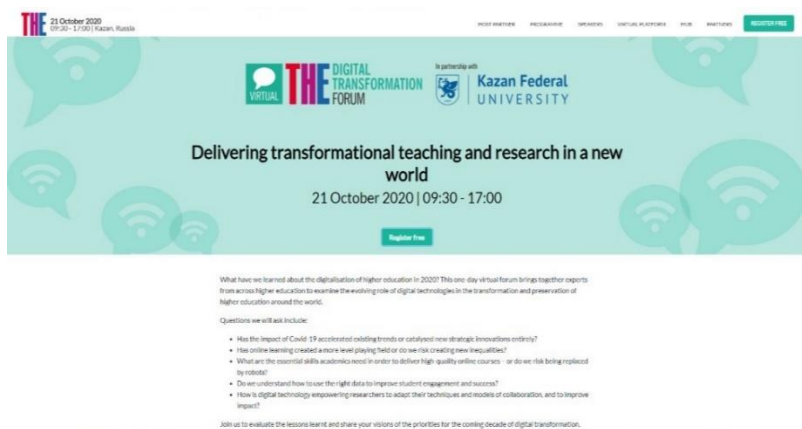 THE 21 October 2020
09:30 - 17:00 | Kazan, Russia
HOST PARTNER PROGRAMME SPEAKERS VIRTUAL PLATFORM HUB PARTNERS REGISTER FREE
VIRTUAL
THE DIGITAL
TRANSFORMATION
FORUM
In partnership with
Kazan Federal
UNIVERSITY
Delivering transformational teaching and research in a new
world
21 October 2020 | 09:30 - 17:00
Register free
What have we learned about the digitalisation of higher education in 2020? This one-day virtual forum brings together experts
from across higher education to examine the evolving role of digital technologies in the transformation and preservation of
higher education around the world.
Questions we will ask include:
• Has the impact of Covid-19 accelerated existing trends or catalysed new strategic innovations entirely?
• Has online learning created a more level playing field or do we risk creating new inequalities?
• What are the essential skills academics need in order to deliver high-quality online courses – or do we risk being replaced
by robots?
• Do we understand how to use the right data to improve student engagement and success?
• How is digital technology empowering researchers to adapt their techniques and models of collaboration, and to improve
impact?
Join us to evaluate the lessons learnt and share your visions of the priorities for the coming decade of digital transformation.